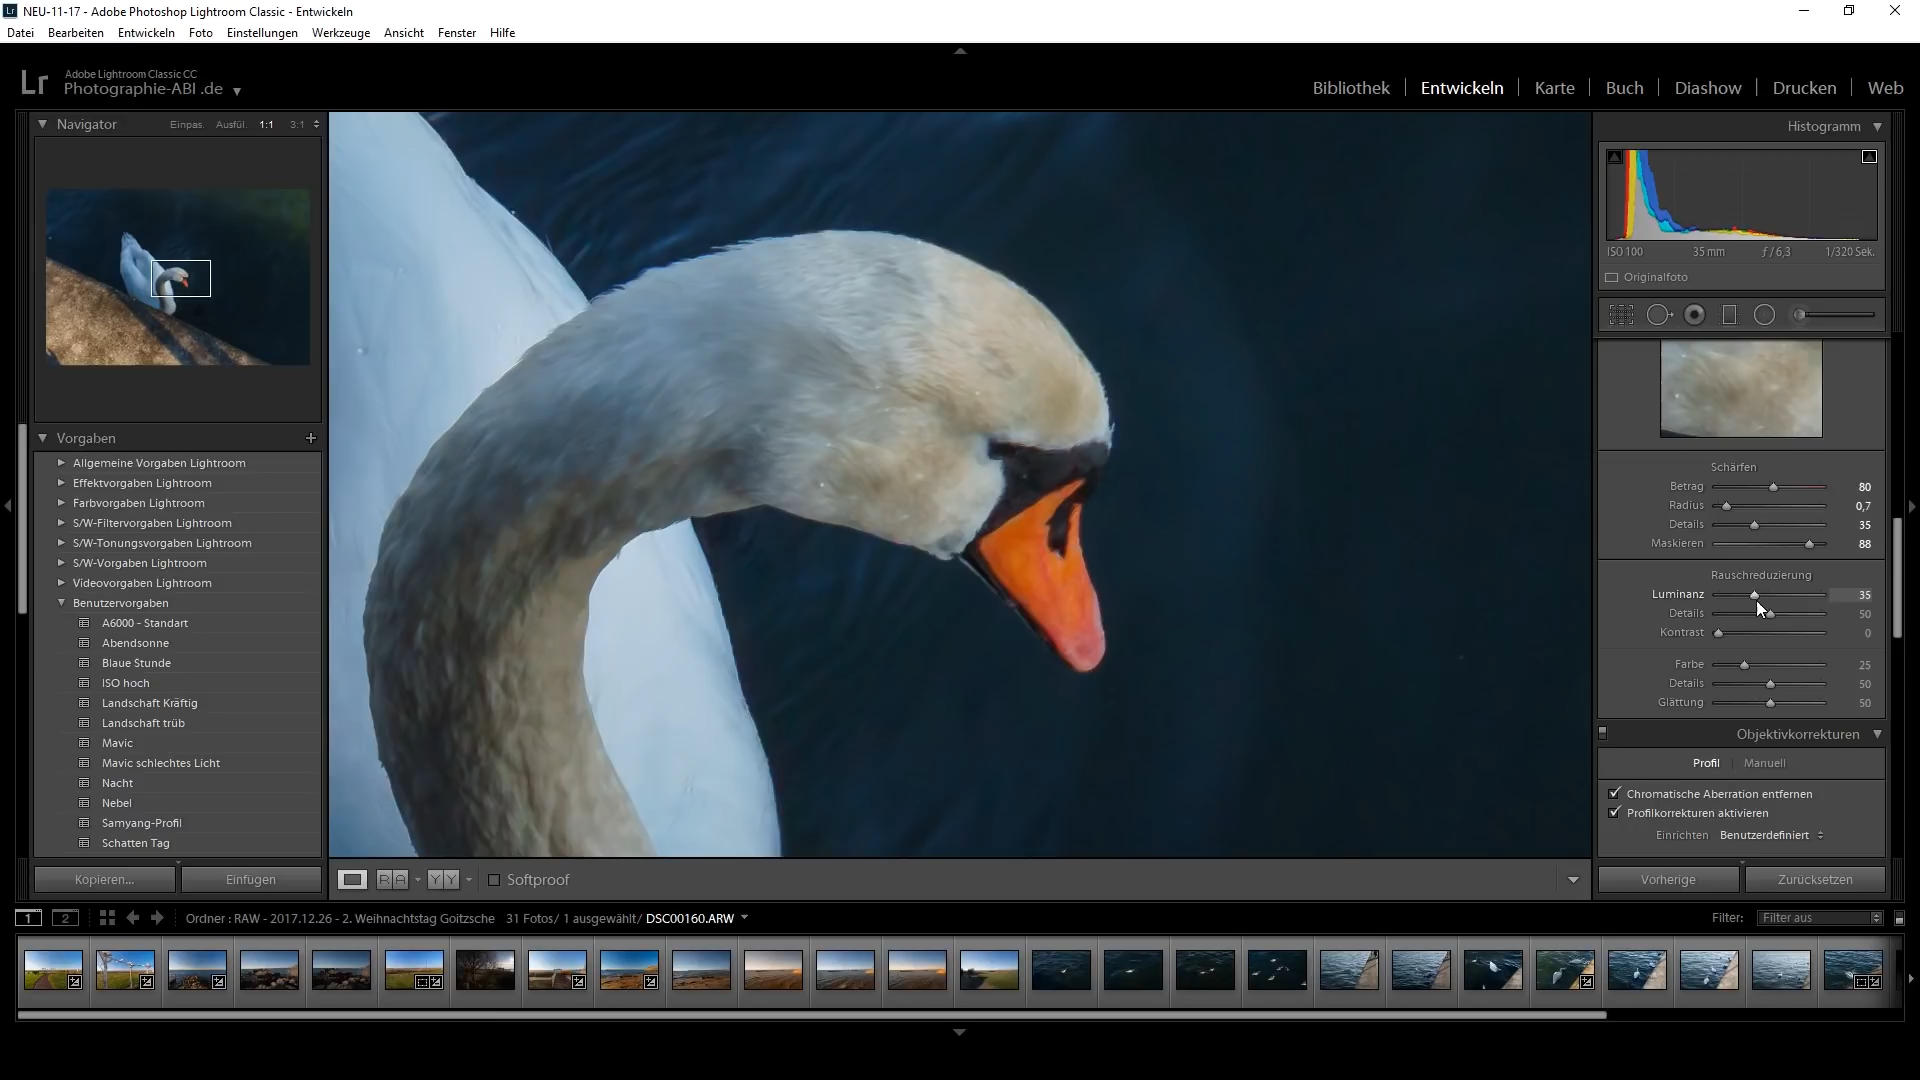 NEU-11-17 - Adobe Photoshop Lightroom Classic - Entwickeln
Datei Bearbeiten Entwickeln Foto Einstellungen Werkzeuge Ansicht Fenster Hilfe
Lr
Adobe Lightroom Classic CC
Photographie-ABI .de
Bibliothek Entwickeln Karte Buch Diashow Drucken Web
Navigator Einpas. Ausfül. 1:1 3:1
Vorgaben +
Allgemeine Vorgaben Lightroom
Effektvorgaben Lightroom
Farbvorgaben Lightroom
S/W-Filtervorgaben Lightroom
S/W-Tonungsvorgaben Lightroom
S/W-Vorgaben Lightroom
Videovorgaben Lightroom
Benutzervorgaben
A6000 - Standart
Abendsonne
Blaue Stunde
ISO hoch
Landschaft Kräftig
Landschaft trüb
Mavic
Mavic schlechtes Licht
Nacht
Nebel
Samyang-Profil
Schatten Tag
Kopieren... Einfügen
R A Y Y Softproof
Histogramm
ISO 100 35 mm ƒ / 6,3 1/320 Sek.
Originalfoto
Schärfen
Betrag 80
Radius 0,7
Details 35
Maskieren 88
Rauschreduzierung
Luminanz 35
Details 50
Kontrast 0
Farbe 25
Details 50
Glättung 50
Objektivkorrekturen
Profil Manuell
Chromatische Aberration entfernen
Profilkorrekturen aktivieren
Einrichten Benutzerdefiniert
Vorherige Zurücksetzen
1 2 Ordner : RAW - 2017.12.26 - 2. Weihnachtstag Goitzsche 31 Fotos/ 1 ausgewählt/ DSC00160.ARW Filter: Filter aus